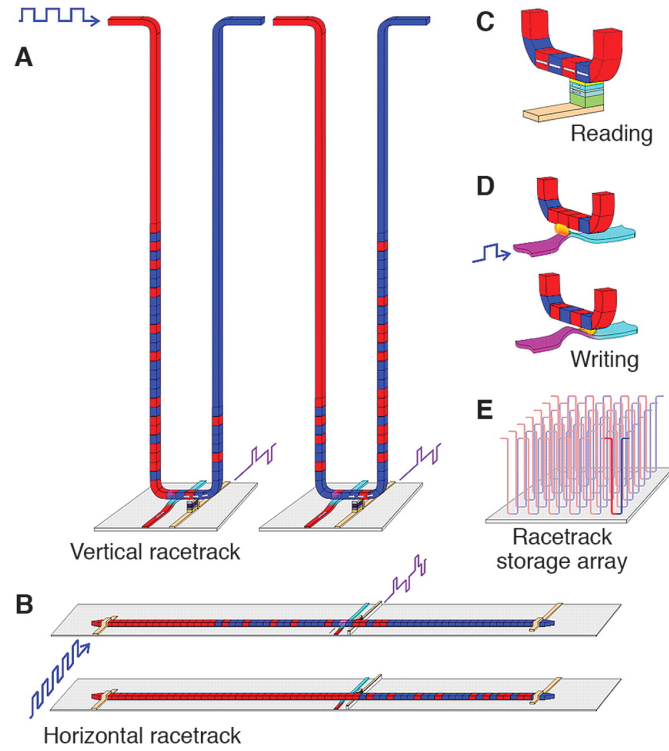 A
Vertical racetrack
B
Horizontal racetrack
C
Reading
D
Writing
E
Racetrack
storage array